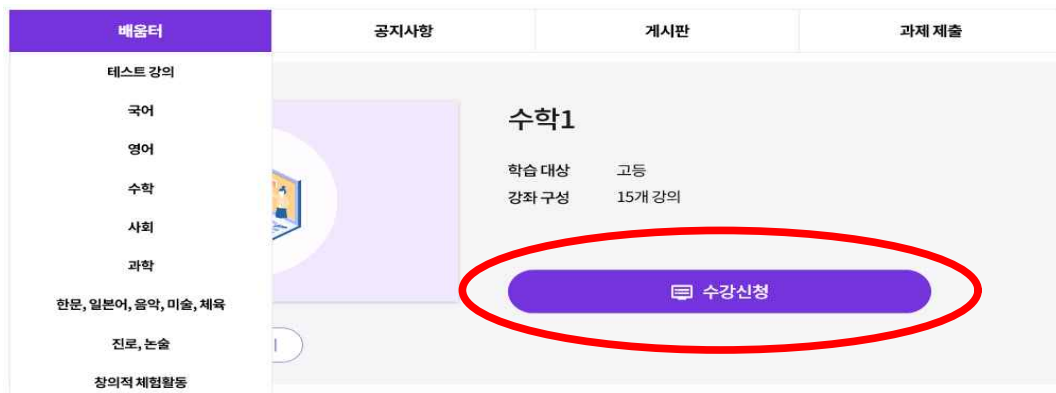 배움터 공지사항 게시판 과제 제출
테스트 강의
국어
영어
수학
사회
과학
한문, 일본어, 음악, 미술, 체육
진로, 논술
창의적 체험활동
수학1
학습 대상 고등
강좌 구성 15개 강의
수강신청